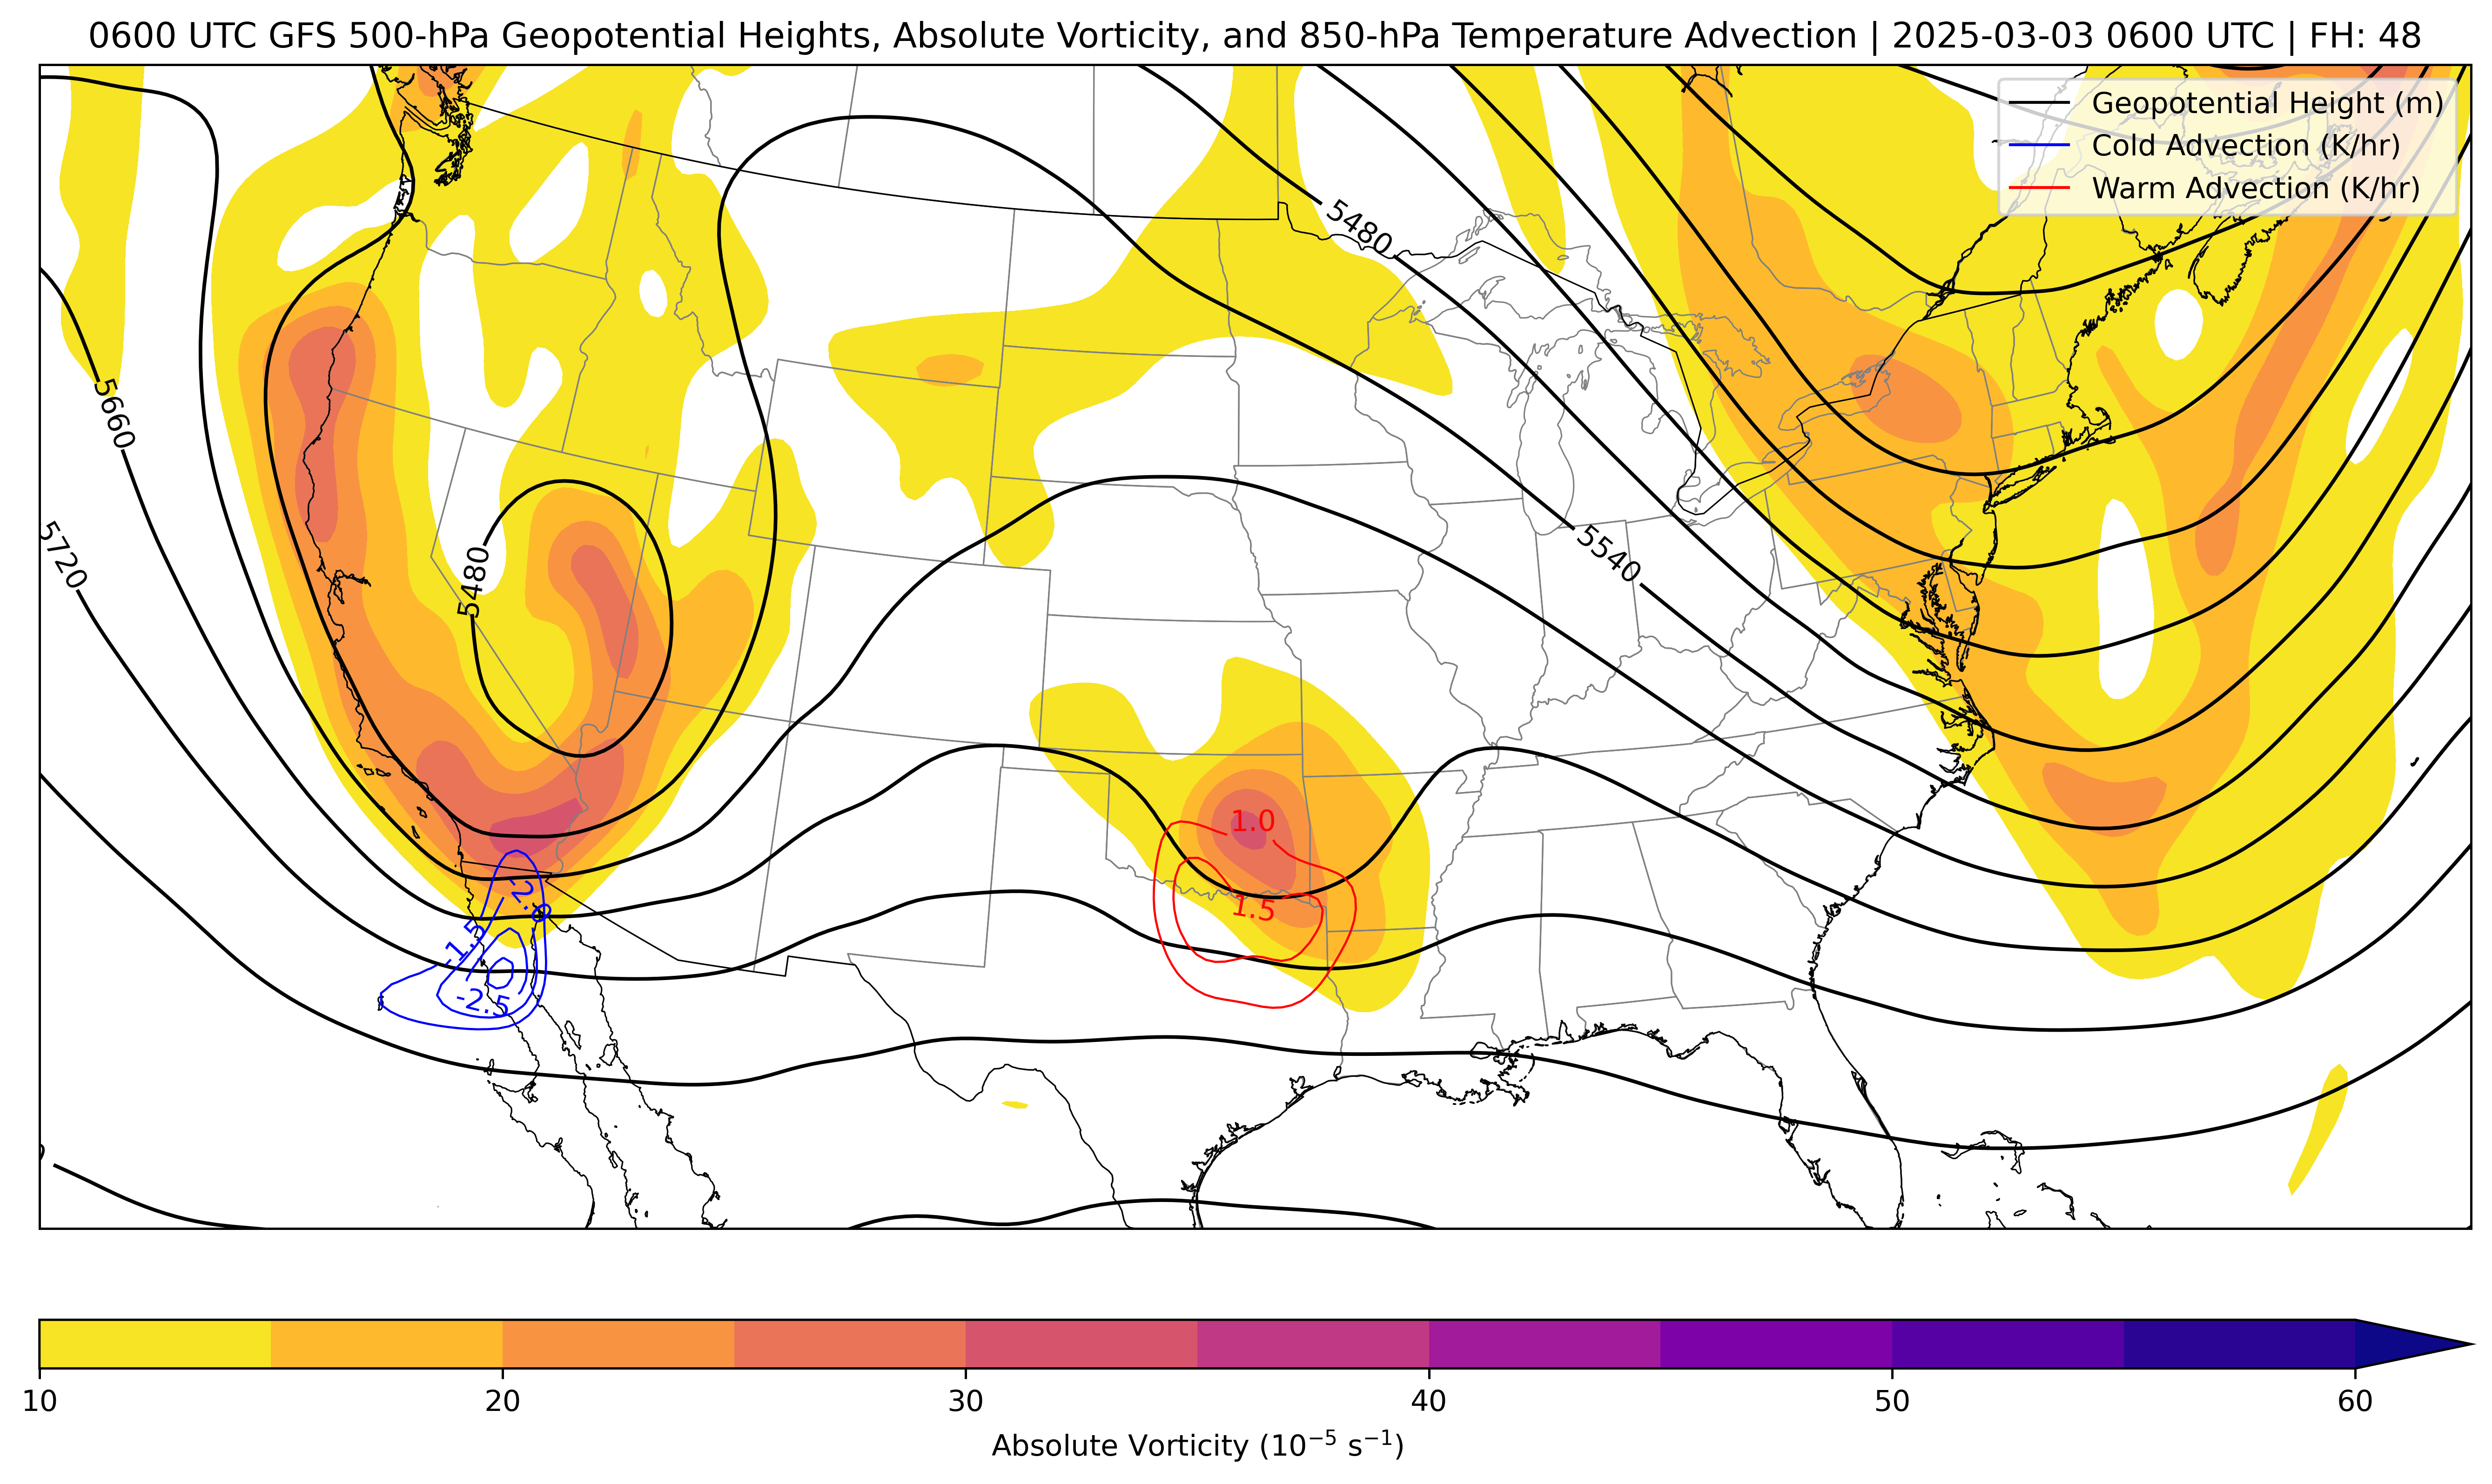 0600 UTC GFS 500-hPa Geopotential Heights, Absolute Vorticity, and 850-hPa Temperature Advection | 2025-03-03 0600 UTC | FH: 48
Geopotential Height (m)
Cold Advection (K/hr)
Warm Advection (K/hr)
5480
5660
5720
5480
5540
1.0
1.5
-2.0
-1.5
-2.5
10 20 30 40 50 60
Absolute Vorticity (10⁻⁵ s⁻¹)